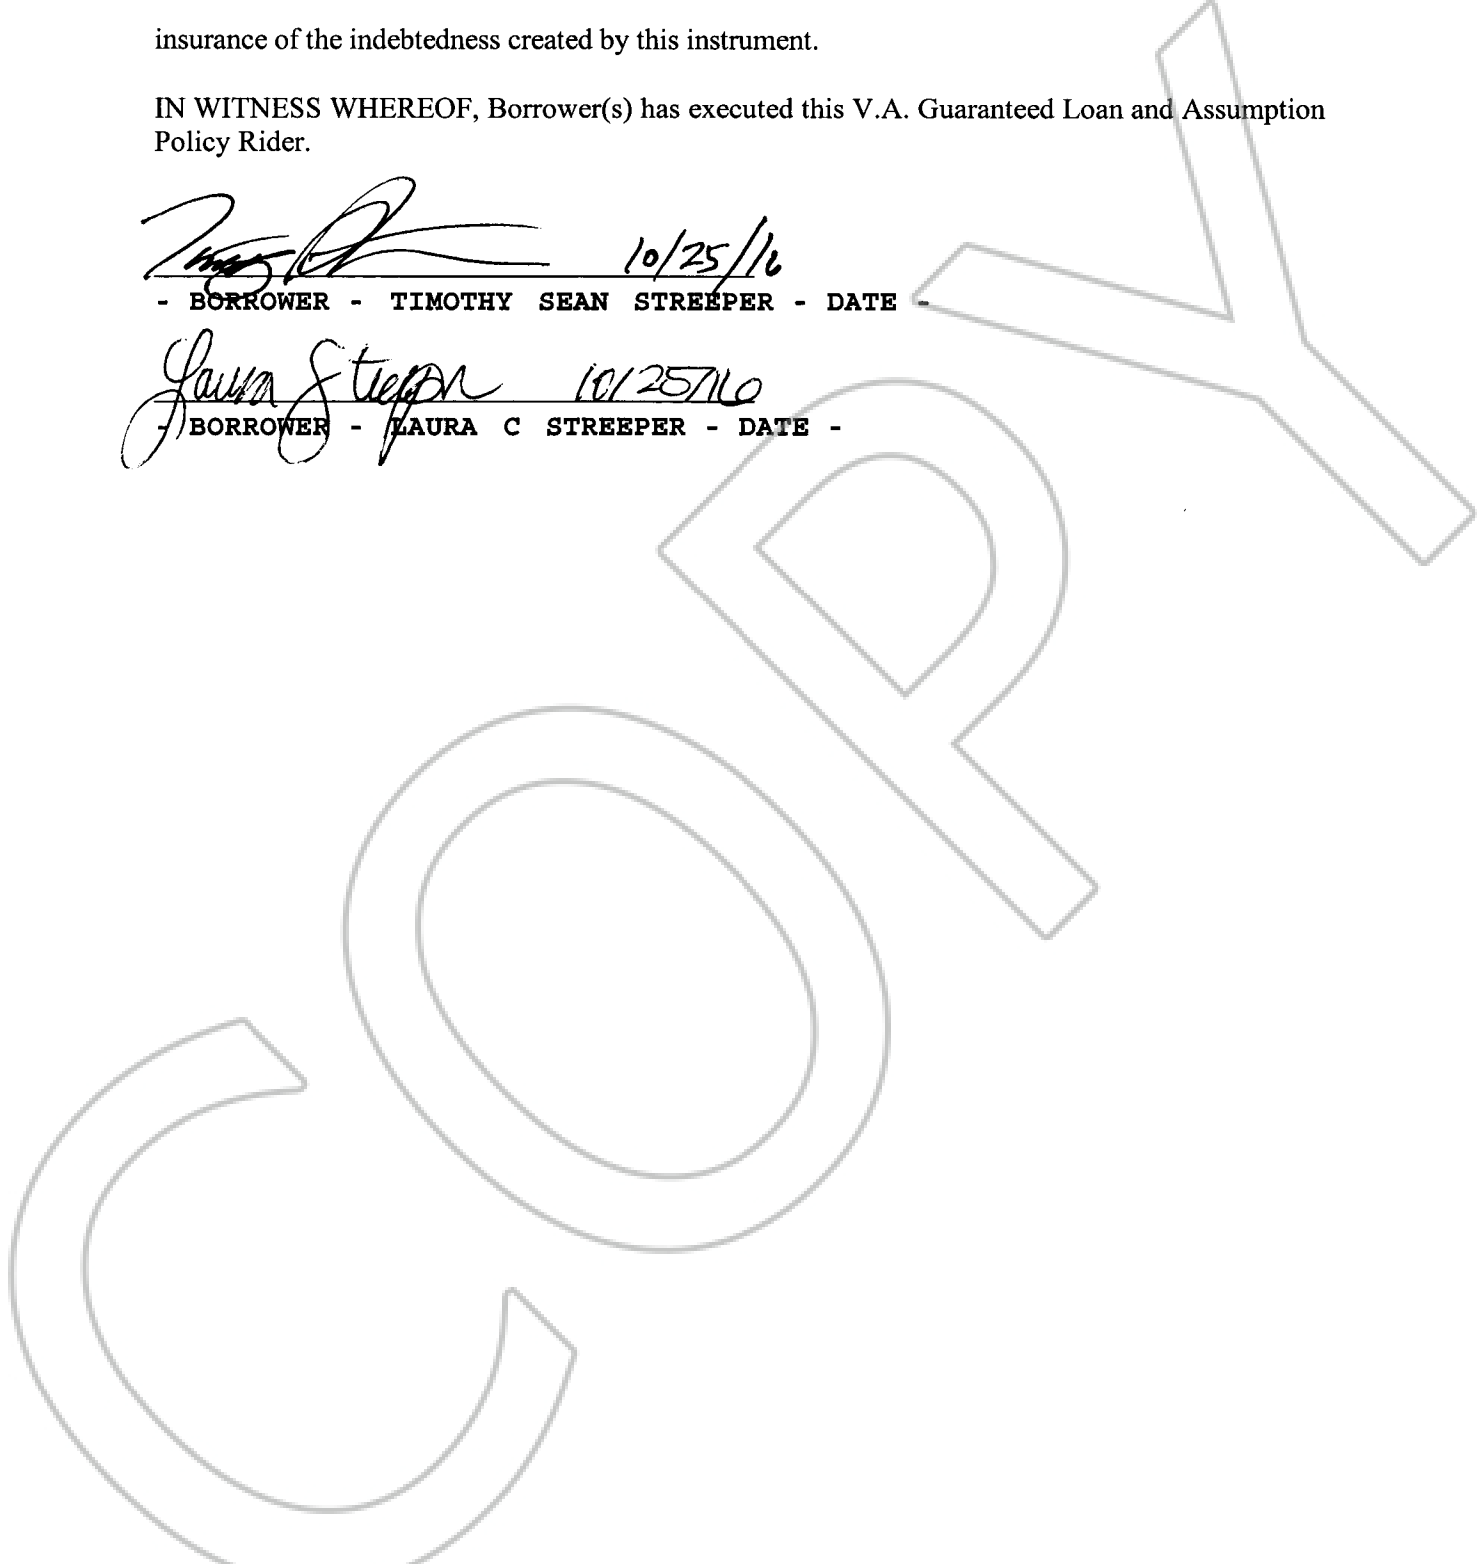 insurance of the indebtedness created by this instrument.
IN WITNESS WHEREOF, Borrower(s) has executed this V.A. Guaranteed Loan and Assumption
Policy Rider.
10/25/16
- BORROWER - TIMOTHY SEAN STREEPER - DATE -
Laura Streeper 10/25/16
- BORROWER - LAURA C STREEPER - DATE -
COPY